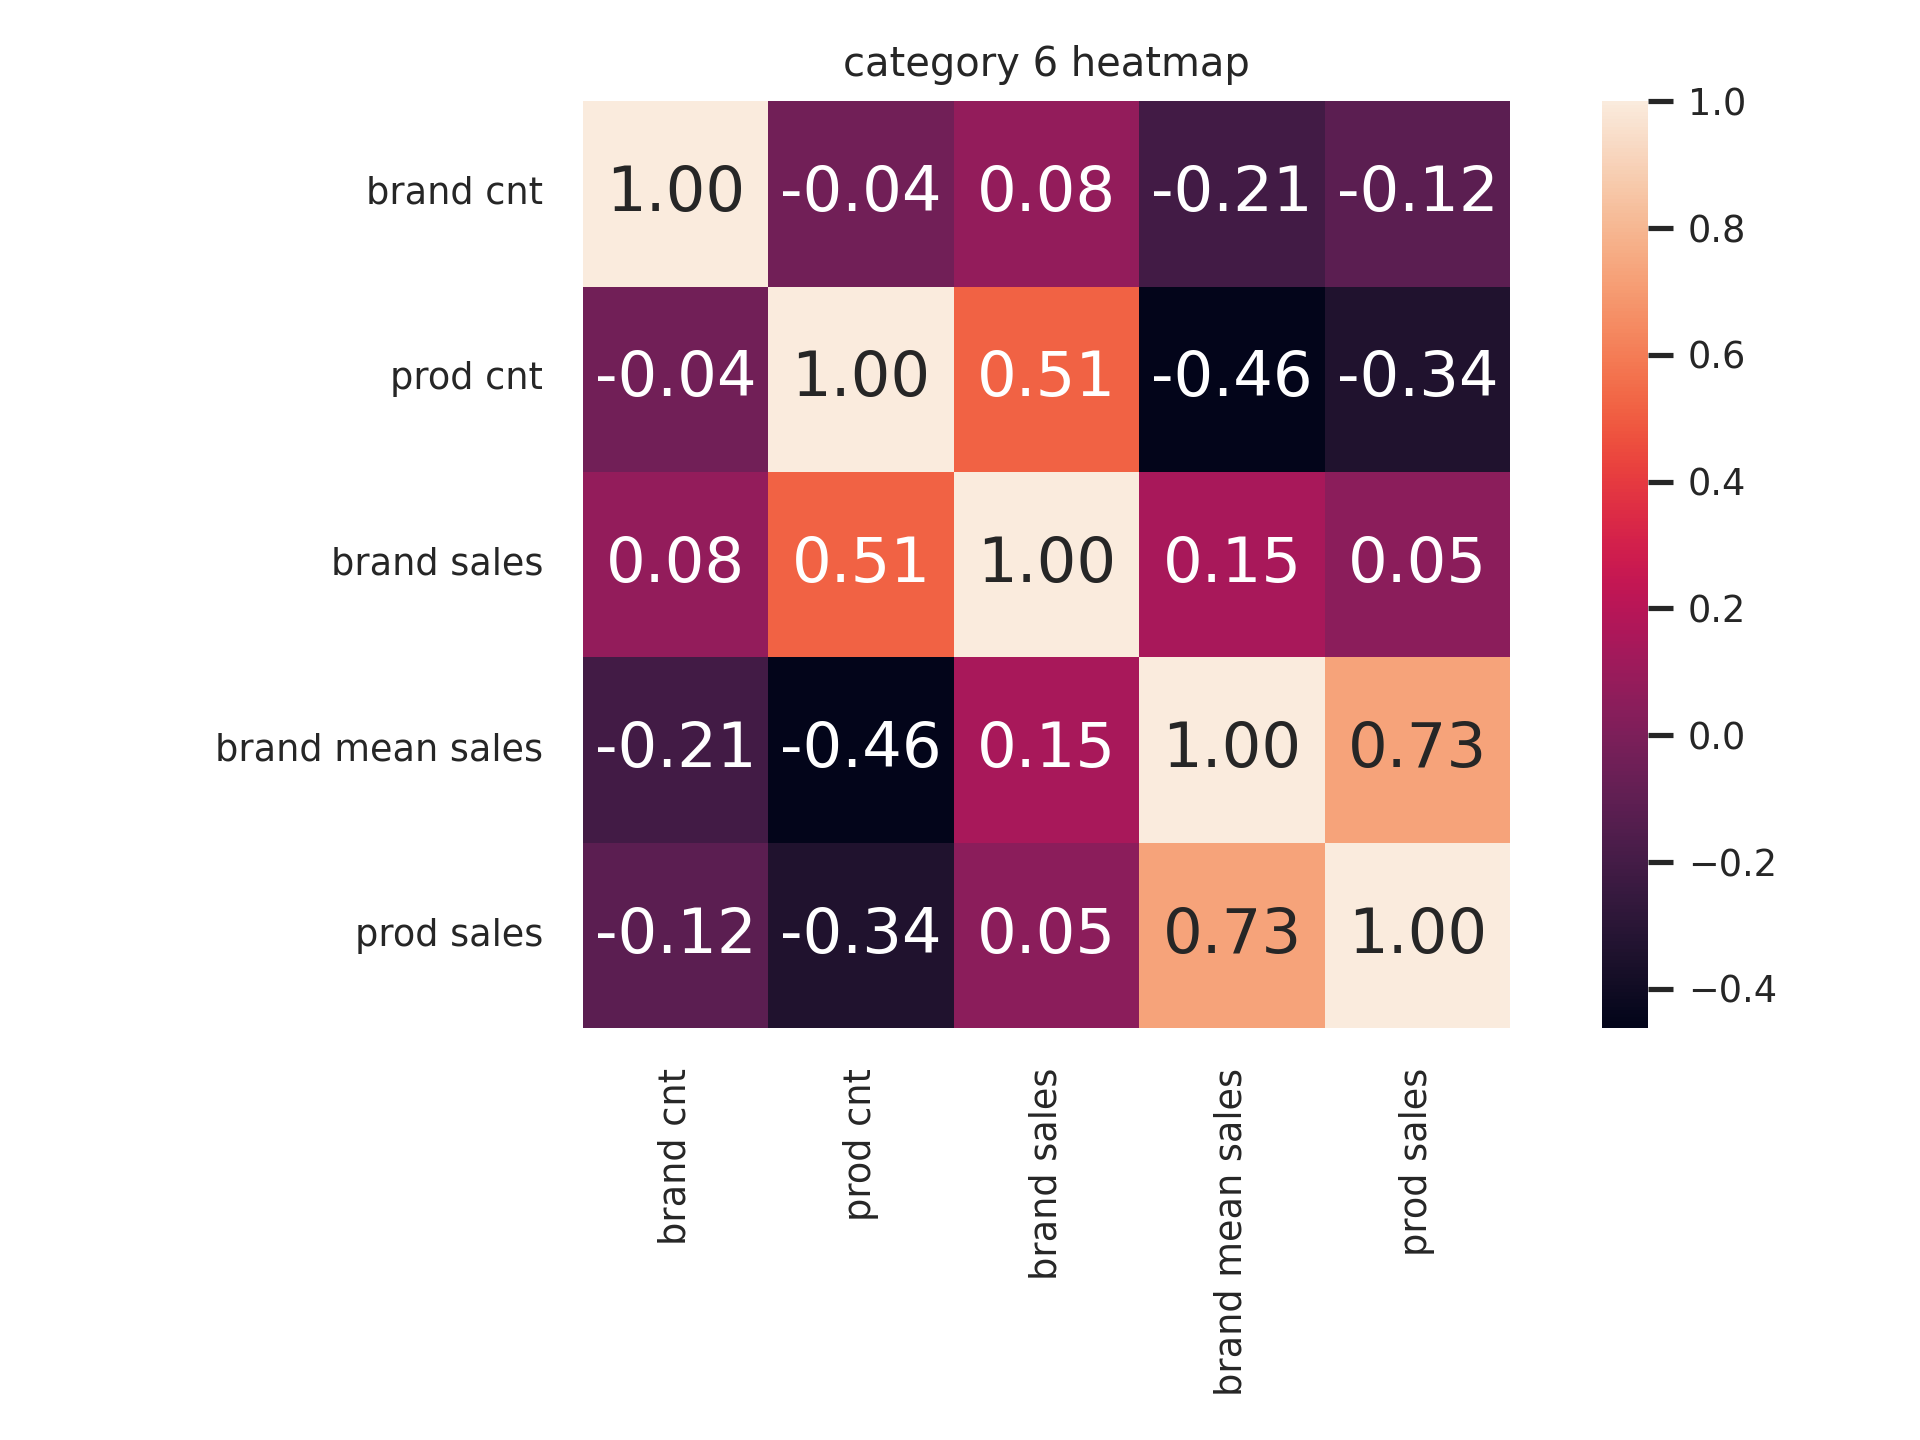 category 6 heatmap
brand cnt 1.00 -0.04 0.08 -0.21 -0.12
prod cnt -0.04 1.00 0.51 -0.46 -0.34
brand sales 0.08 0.51 1.00 0.15 0.05
brand mean sales -0.21 -0.46 0.15 1.00 0.73
prod sales -0.12 -0.34 0.05 0.73 1.00
brand cnt
prod cnt
brand sales
brand mean sales
prod sales
1.0
0.8
0.6
0.4
0.2
0.0
−0.2
−0.4